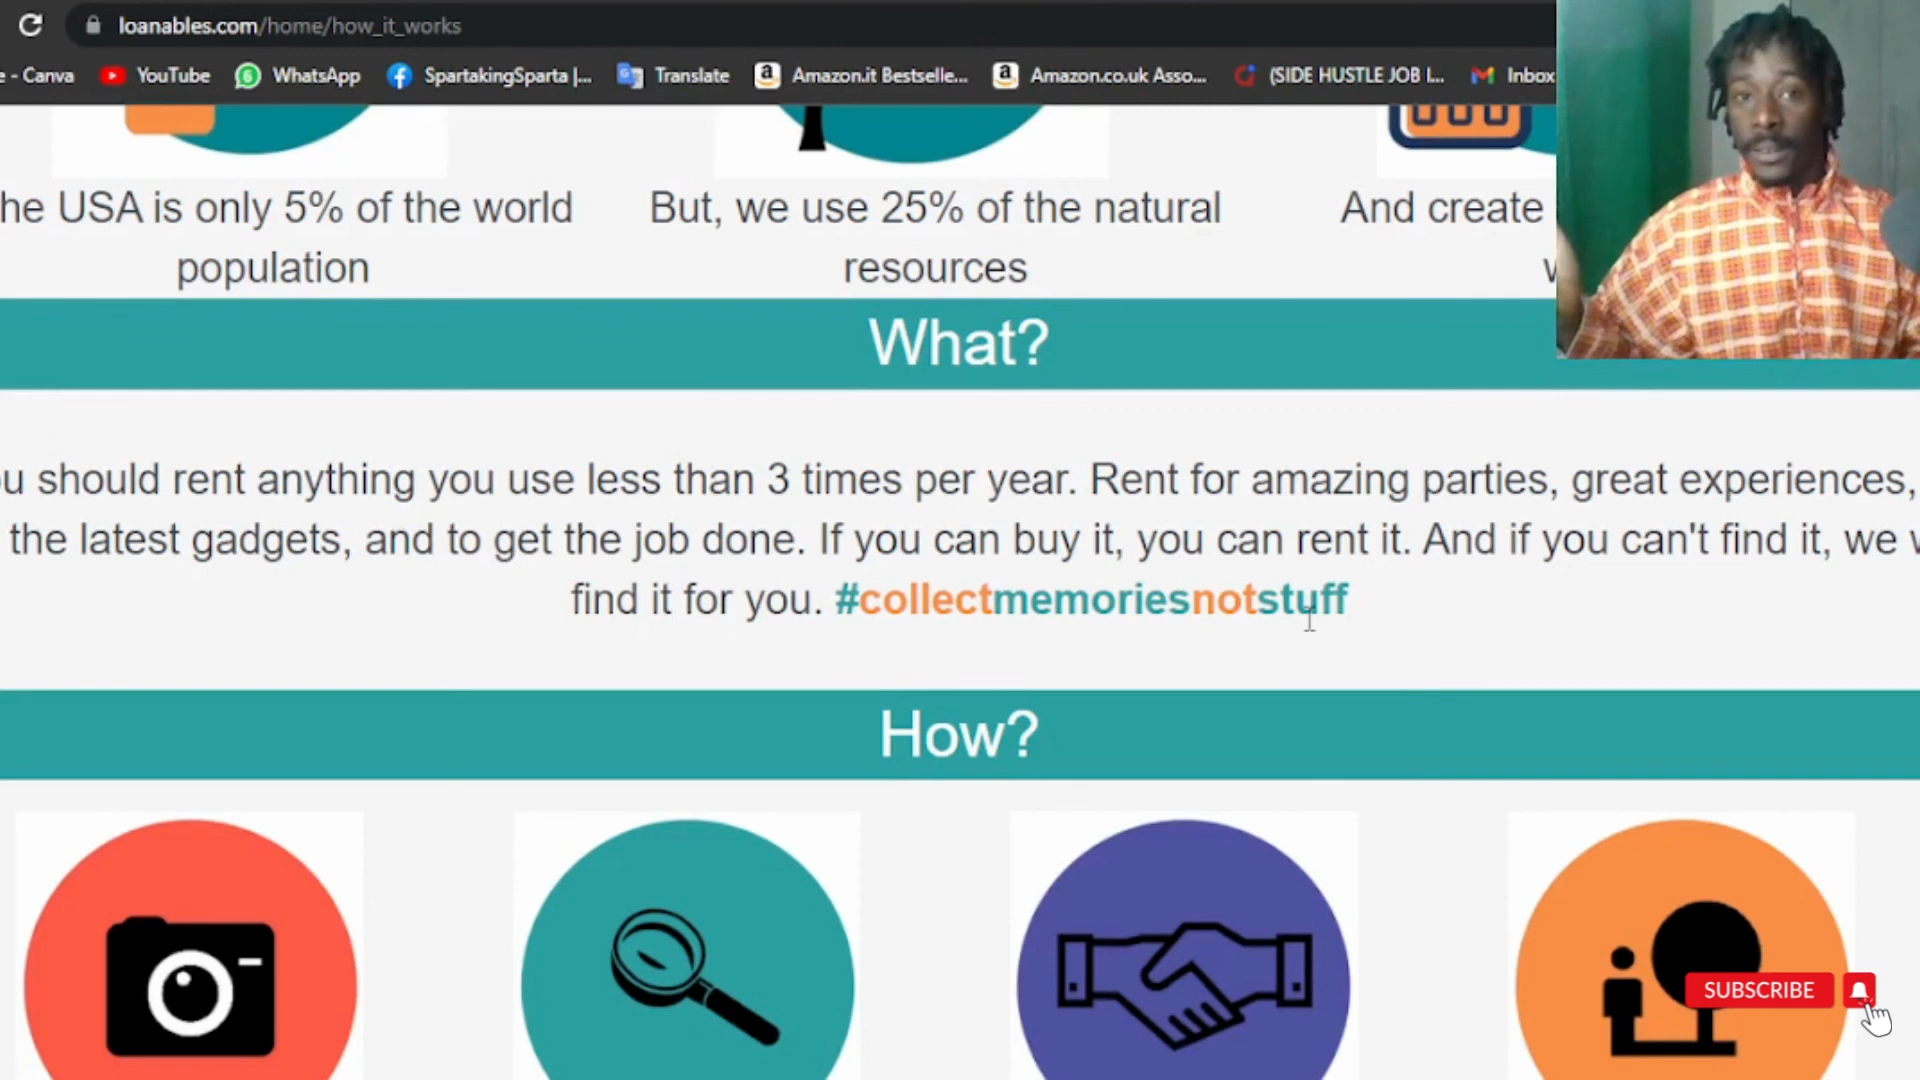 loanables.com/home/how_it_works
e - Canva YouTube WhatsApp SpartakingSparta |... Translate Amazon.it Bestselle... Amazon.co.uk Asso... (SIDE HUSTLE JOB I... Inbox
he USA is only 5% of the world
population
But, we use 25% of the natural
resources
And create
What?
u should rent anything you use less than 3 times per year. Rent for amazing parties, great experiences,
the latest gadgets, and to get the job done. If you can buy it, you can rent it. And if you can't find it, we w
find it for you. #collectmemoriesnotstuff
How?
SUBSCRIBE